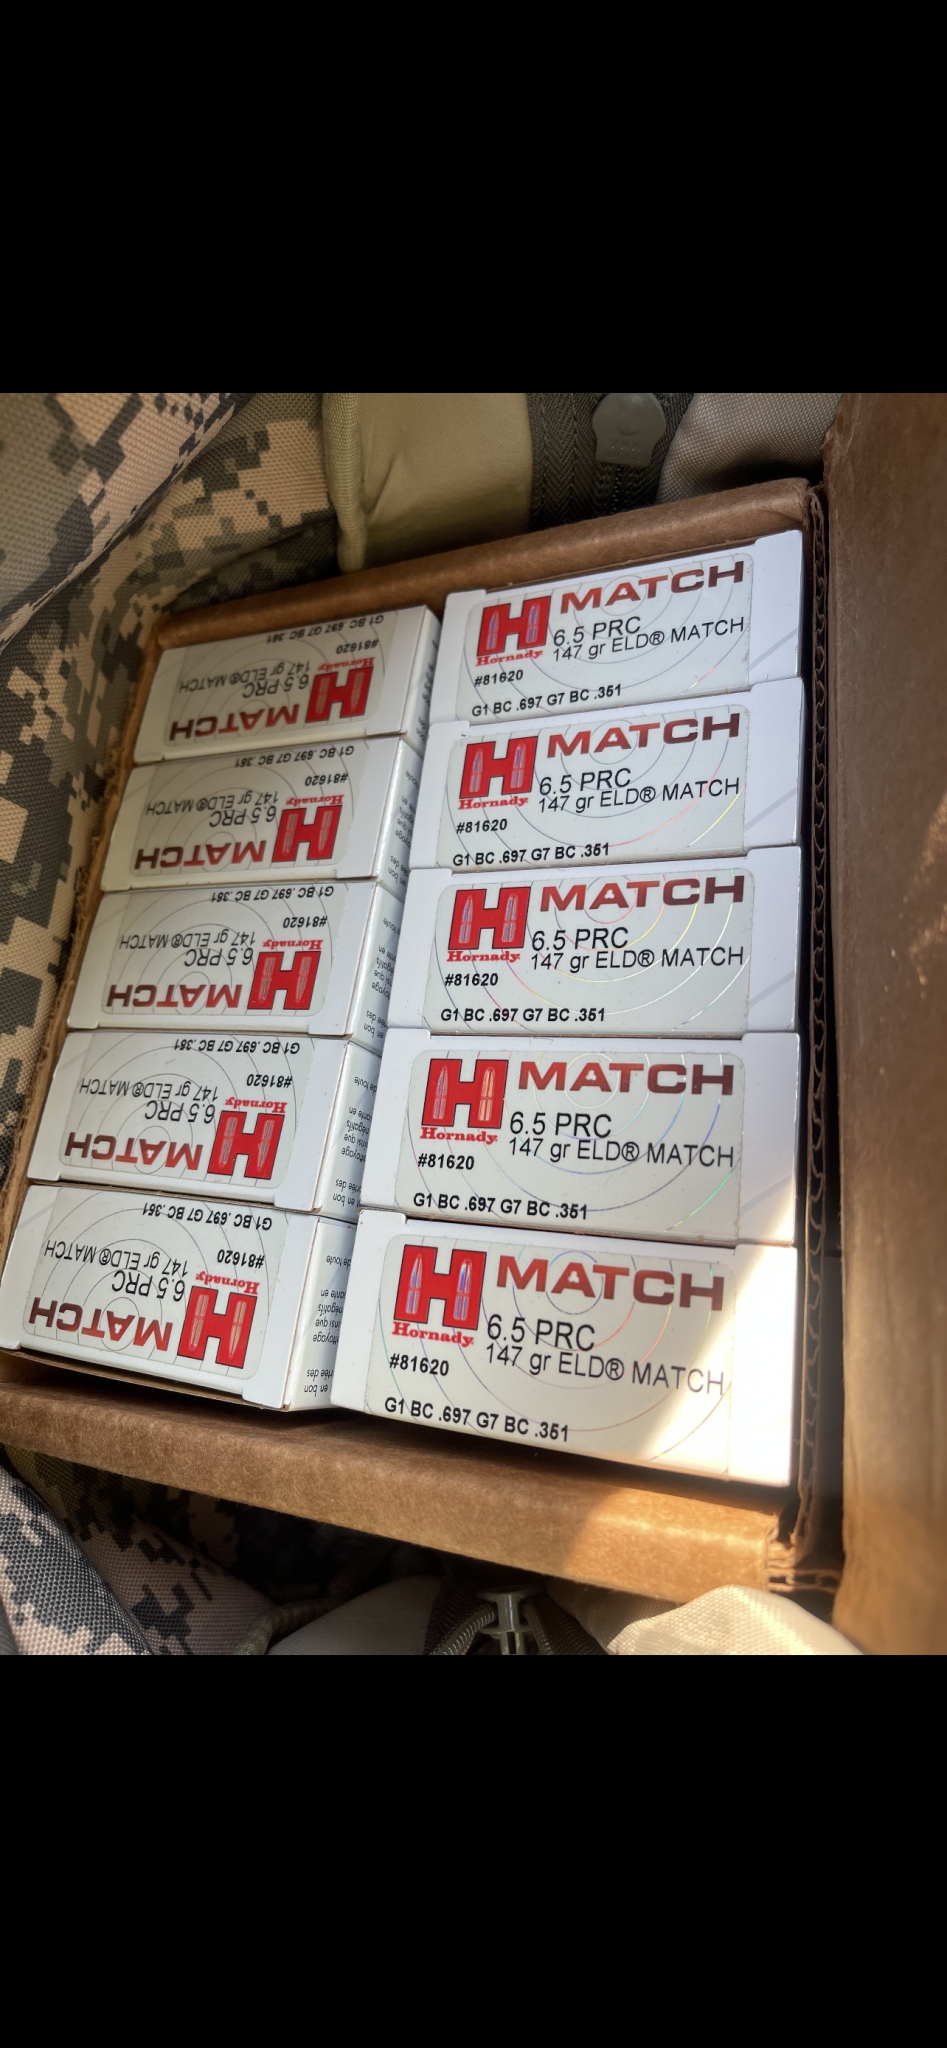 MATCH
Hornady
6.5 PRC
147 gr ELD® MATCH
#81620
G1 BC .697 G7 BC .351
MATCH
Hornady
6.5 PRC
147 gr ELD® MATCH
#81620
G1 BC .697 G7 BC .351
MATCH
Hornady
6.5 PRC
147 gr ELD® MATCH
#81620
G1 BC .697 G7 BC .351
MATCH
Hornady
6.5 PRC
147 gr ELD® MATCH
#81620
G1 BC .697 G7 BC .351
MATCH
Hornady
6.5 PRC
147 gr ELD® MATCH
#81620
G1 BC .697 G7 BC .351
MATCH
Hornady
6.5 PRC
147 gr ELD® MATCH
#81620
G1 BC .697 G7 BC .351
MATCH
Hornady
6.5 PRC
147 gr ELD® MATCH
#81620
G1 BC .697 G7 BC .351
MATCH
Hornady
6.5 PRC
147 gr ELD® MATCH
#81620
G1 BC .697 G7 BC .351
MATCH
Hornady
6.5 PRC
147 gr ELD® MATCH
#81620
G1 BC .697 G7 BC .351
MATCH
Hornady
6.5 PRC
147 gr ELD® MATCH
#81620
G1 BC .697 G7 BC .351